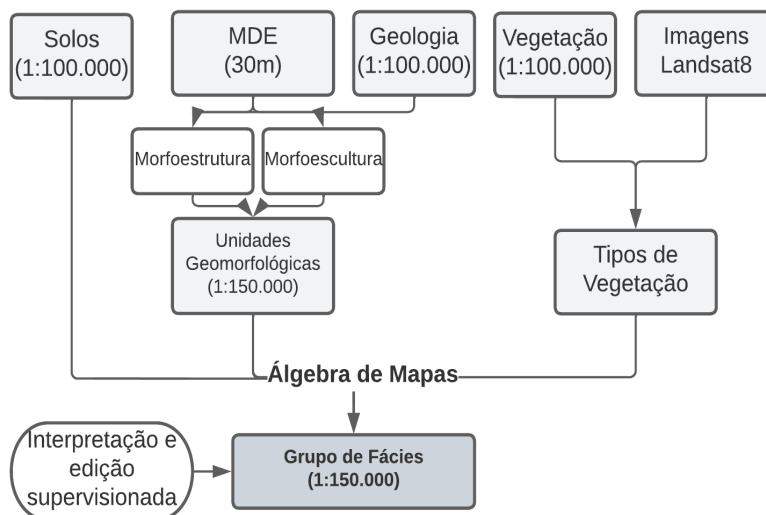 Solos
(1:100.000)
MDE
(30m)
Geologia
(1:100.000)
Vegetação
(1:100.000)
Imagens
Landsat8
Morfoestrutura
Morfoescultura
Unidades
Geomorfológicas
(1:150.000)
Tipos de
Vegetação
Álgebra de Mapas
Interpretação e
edição
supervisionada
Grupo de Fácies
(1:150.000)